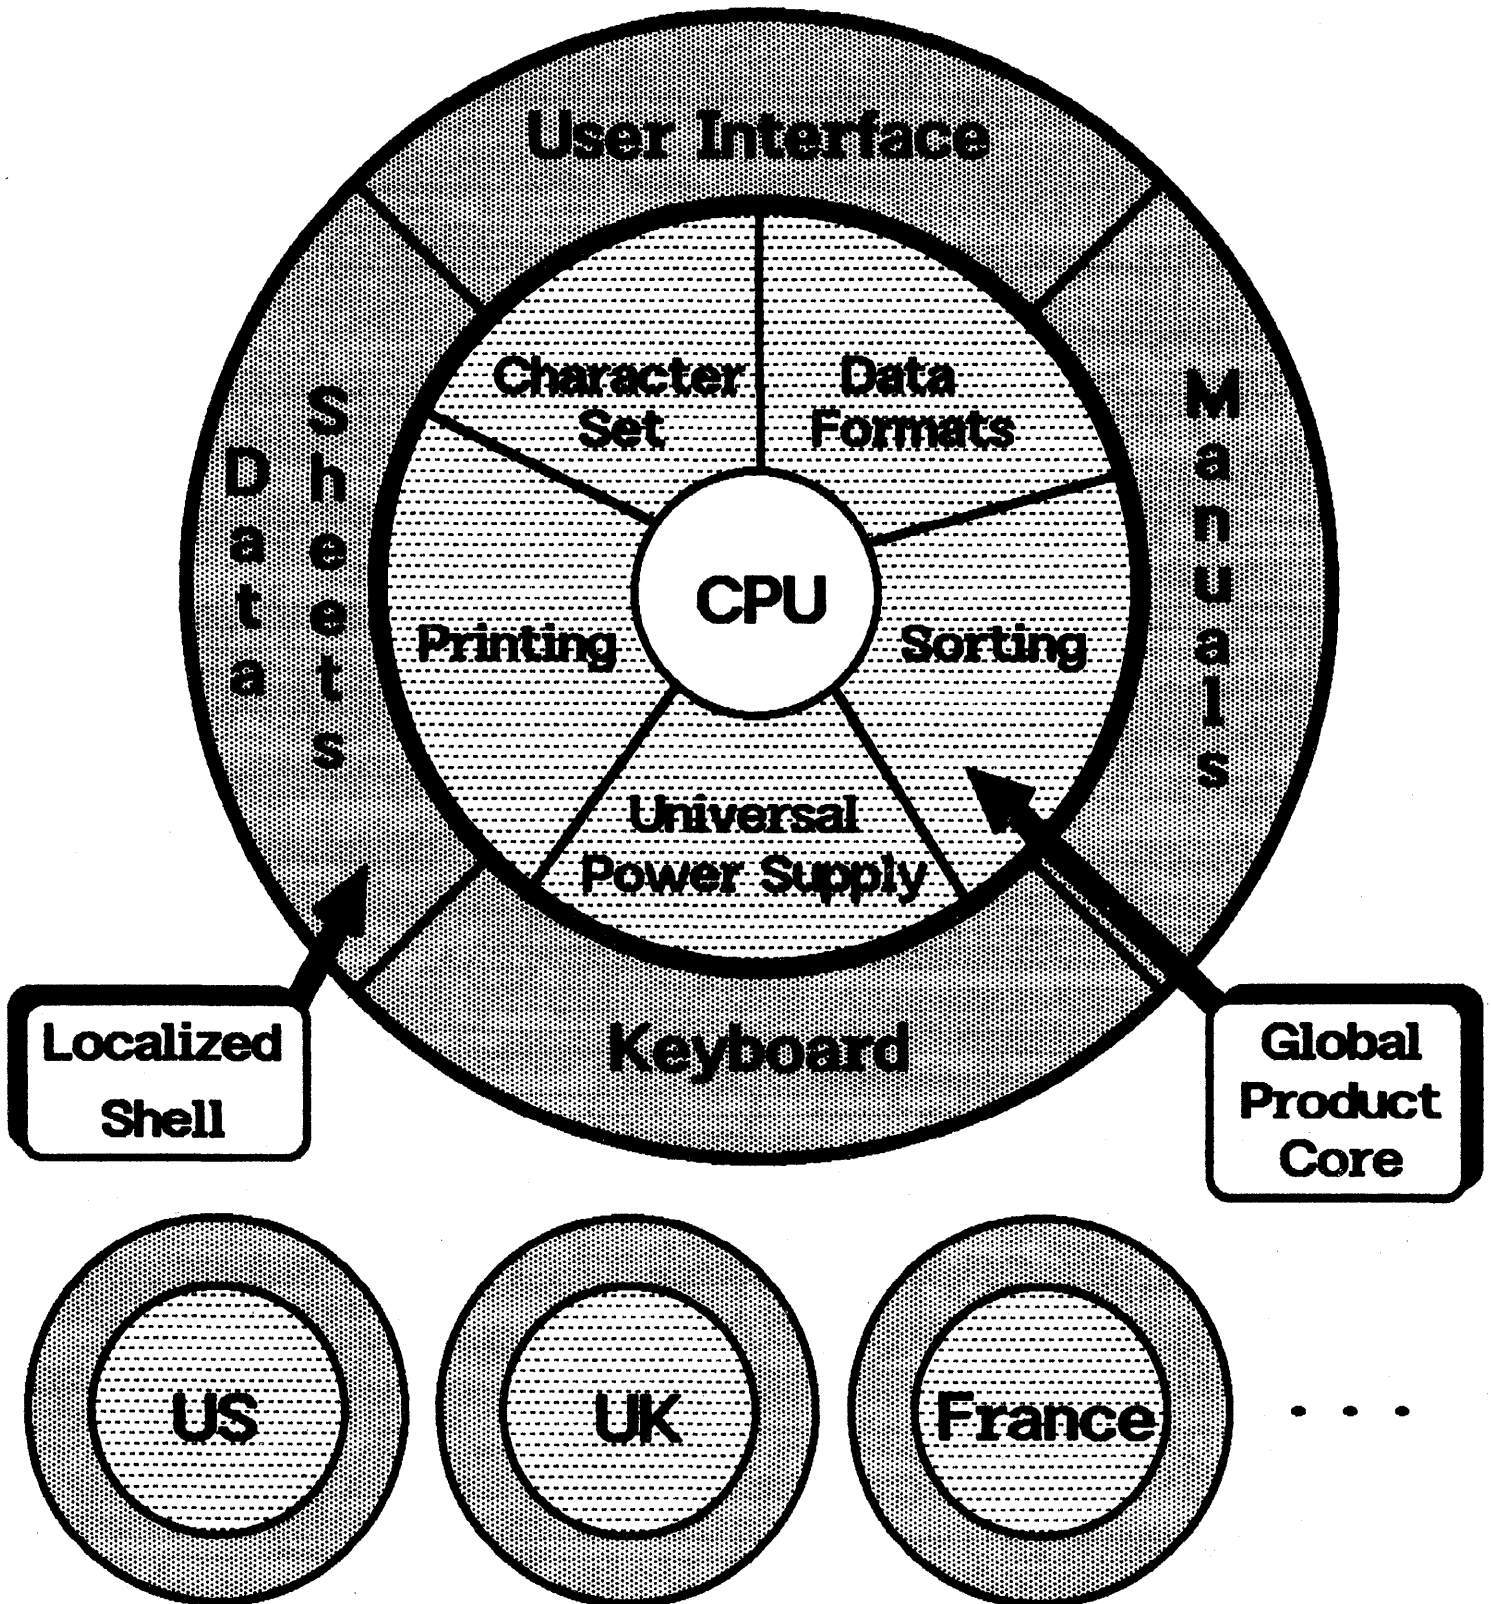 User Interface
Character
Set
Data
Formats
Data
Sheets
Manuals
CPU
Printing
Sorting
Universal
Power Supply
Keyboard
Localized
Shell
Global
Product
Core
US
UK
France
. . .